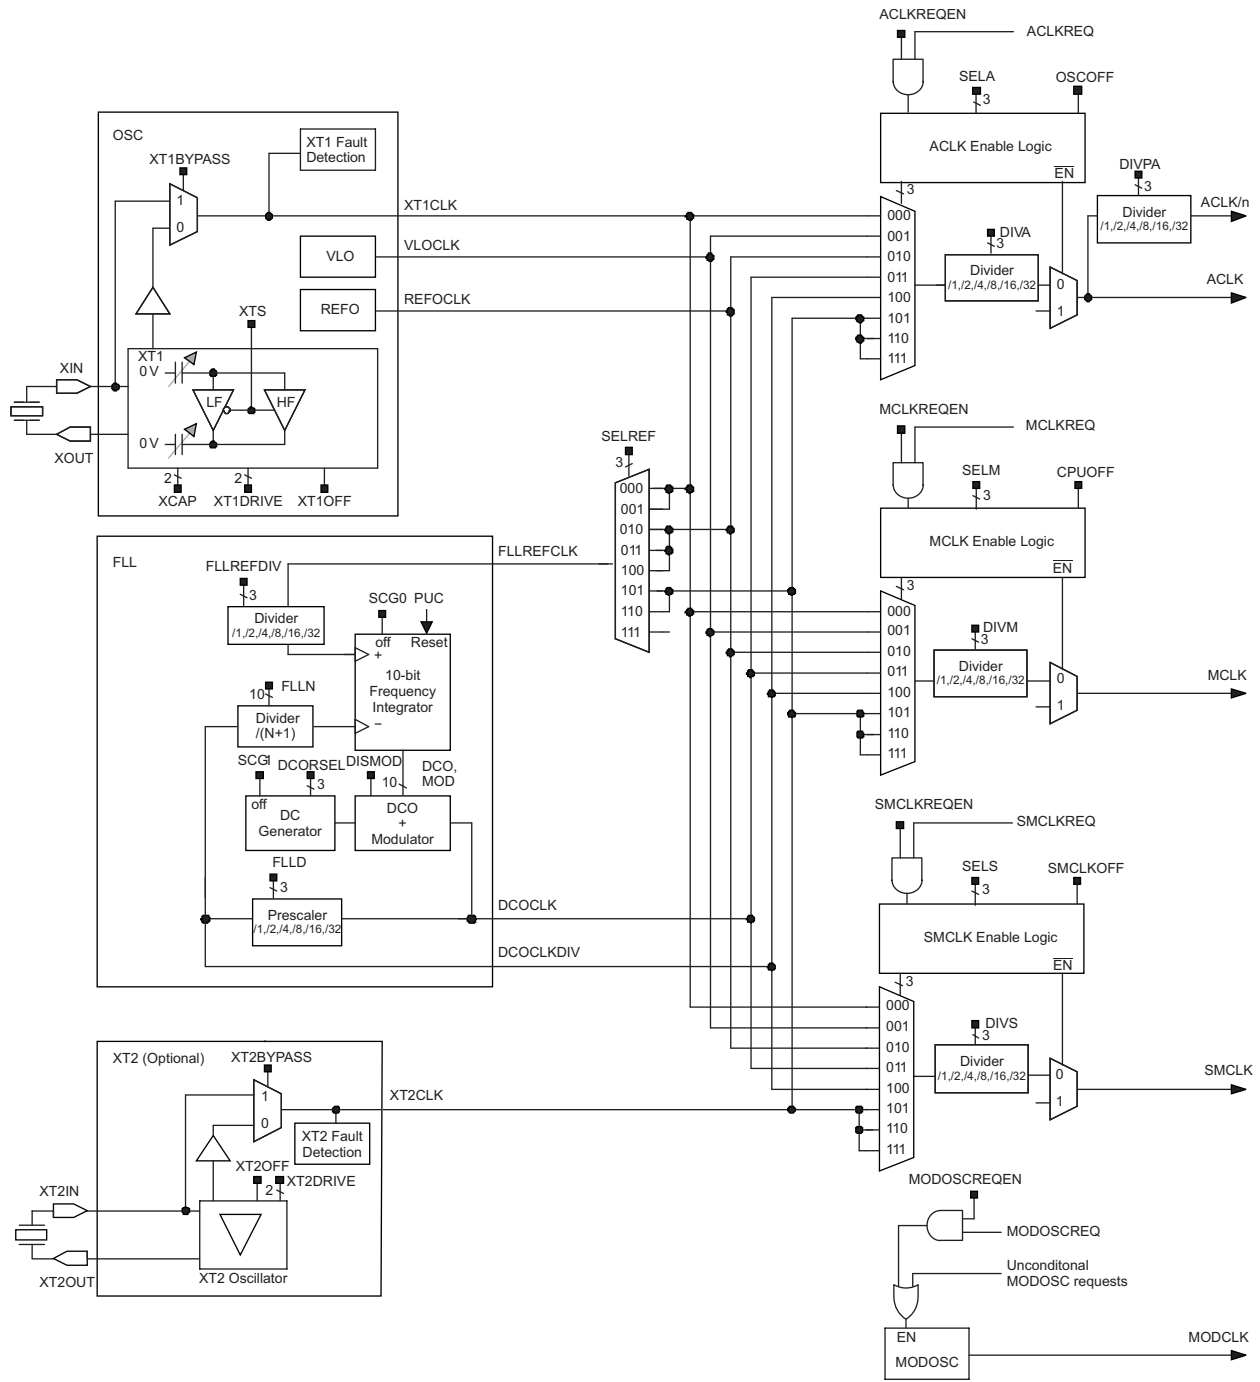 ACLKREQEN
ACLKREQ
SELA
3
OSCOFF
ACLK Enable Logic
EN
3
DIVPA
3
Divider
/1,/2,/4,/8,/16,/32
ACLK/n
000
001
010
011
100
101
110
111
DIVA
3
Divider
/1,/2,/4,/8,/16,/32
0
1
ACLK
OSC
XT1BYPASS
1
0
XT1 Fault
Detection
XT1CLK
VLO
VLOCLK
REFO
REFOCLK
XTS
XT1
0 V
LF
HF
0 V
XIN
XOUT
2
XCAP
2
XT1DRIVE
XT1OFF
SELREF
3
000
001
010
011
100
101
110
111
MCLKREQEN
MCLKREQ
SELM
3
CPUOFF
MCLK Enable Logic
EN
3
000
001
010
011
100
101
110
111
DIVM
3
Divider
/1,/2,/4,/8,/16,/32
0
1
MCLK
FLL
FLLREFCLK
FLLREFDIV
3
Divider
/1,/2,/4,/8,/16,/32
SCG0
PUC
off
Reset
+
10-bit
Frequency
Integrator
−
FLLN
10
Divider
/(N+1)
SCG1
off
DCORSEL
3
DC
Generator
DISMOD
10
DCO,
MOD
DCO
+
Modulator
FLLD
3
Prescaler
/1,/2,/4,/8,/16,/32
DCOCLK
DCOCLKDIV
SMCLKREQEN
SMCLKREQ
SELS
3
SMCLKOFF
SMCLK Enable Logic
EN
3
000
001
010
011
100
101
110
111
DIVS
3
Divider
/1,/2,/4,/8,/16,/32
0
1
SMCLK
XT2 (Optional)
XT2BYPASS
1
0
XT2CLK
XT2 Fault
Detection
XT2OFF
2
XT2DRIVE
XT2IN
XT2OUT
XT2 Oscillator
MODOSCREQEN
MODOSCREQ
Unconditonal
MODOSC requests
EN
MODOSC
MODCLK